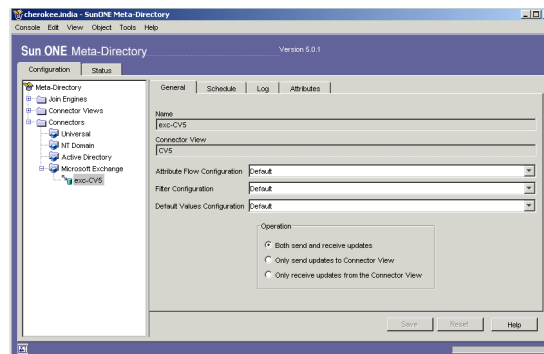 cherokee.india - SunONE Meta-Directory
Console Edit View Object Tools Help
Sun ONE Meta-Directory
Version 5.0.1
Configuration Status
Meta-Directory
Join Engines
Connector Views
Connectors
Universal
NT Domain
Active Directory
Microsoft Exchange
exc-CV5
General Schedule Log Attributes
Name
exc-CV5
Connector View
CV5
Attribute Flow Configuration Default
Filter Configuration Default
Default Values Configuration Default
Operation
Both send and receive updates
Only send updates to Connector View
Only receive updates from the Connector View
Save Reset Help